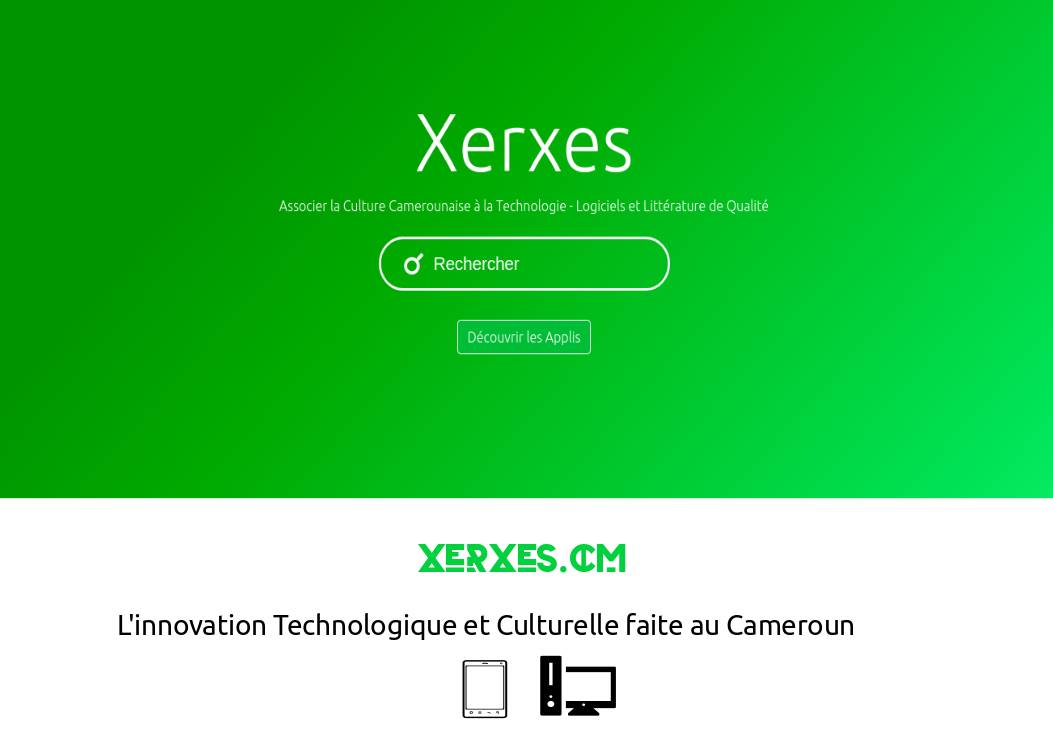 Xerxes
Associer la Culture Camerounaise à la Technologie - Logiciels et Littérature de Qualité
Rechercher
Découvrir les Applis
XERXES.CM
L'innovation Technologique et Culturelle faite au Cameroun